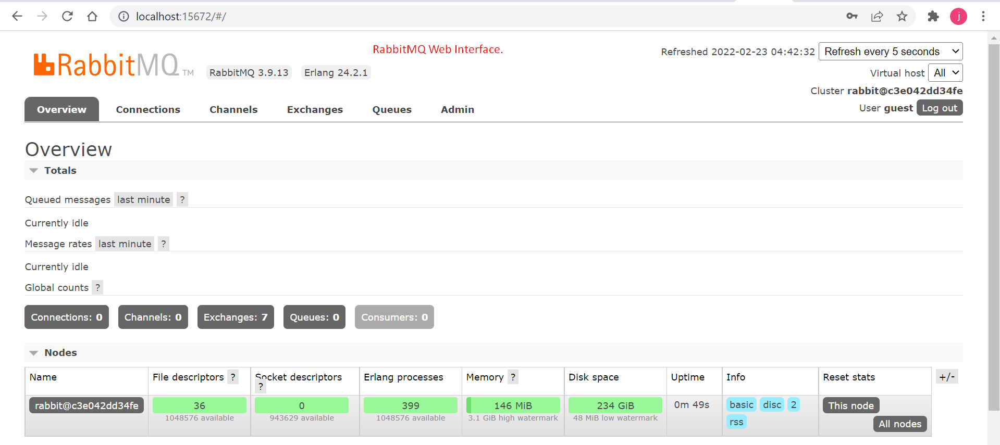 localhost:15672/#/
j
RabbitMQ Web Interface.
Refreshed 2022-02-23 04:42:32 Refresh every 5 seconds
RabbitMQ TM RabbitMQ 3.9.13 Erlang 24.2.1
Virtual host All
Cluster rabbit@c3e042dd34fe
User guest Log out
Overview Connections Channels Exchanges Queues Admin
Overview
Totals
Queued messages last minute ?
Currently idle
Message rates last minute ?
Currently idle
Global counts ?
Connections: 0 Channels: 0 Exchanges: 7 Queues: 0 Consumers: 0
Nodes
Name File descriptors ? Socket descriptors ? Erlang processes Memory ? Disk space Uptime Info Reset stats +/-
rabbit@c3e042dd34fe 36 0 399 146 MiB 234 GiB 0m 49s basic disc 2 This node
1048576 available 943629 available 1048576 available 3.1 GiB high watermark 48 MiB low watermark rss All nodes